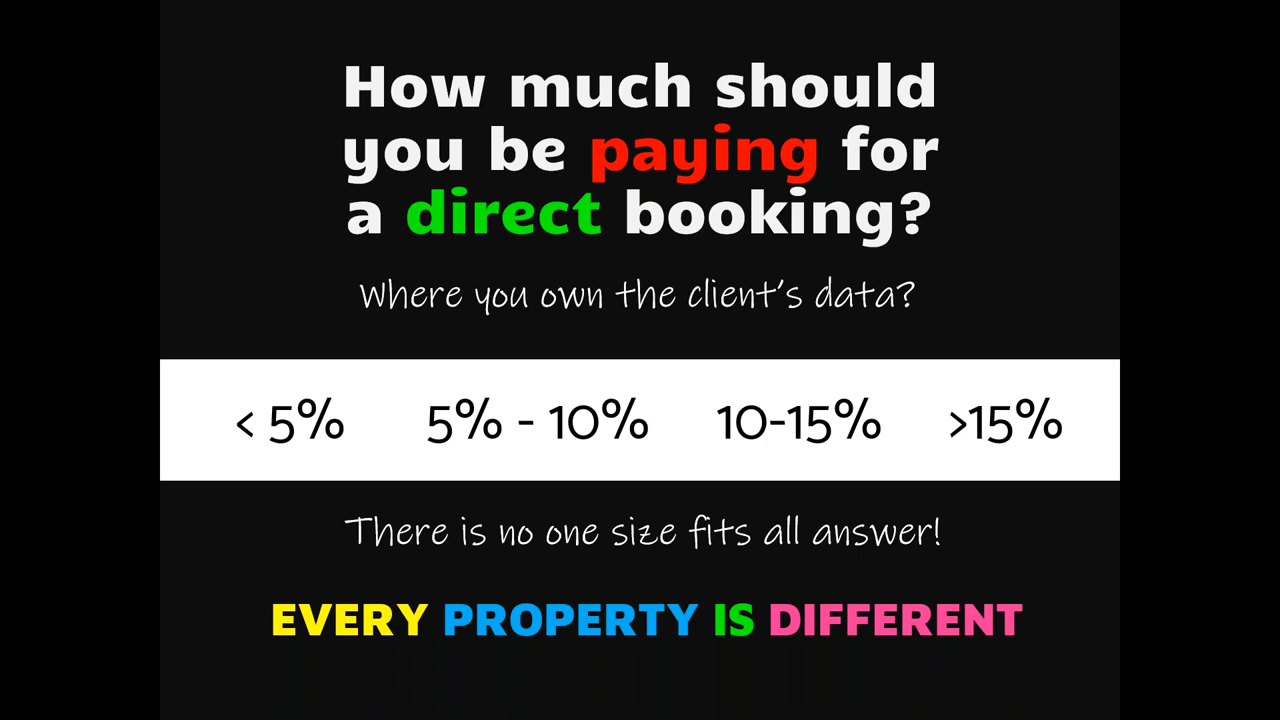 How much should
you be paying for
a direct booking?
Where you own the client's data?
< 5% 5% - 10% 10-15% >15%
There is no one size fits all answer!
EVERY PROPERTY IS DIFFERENT